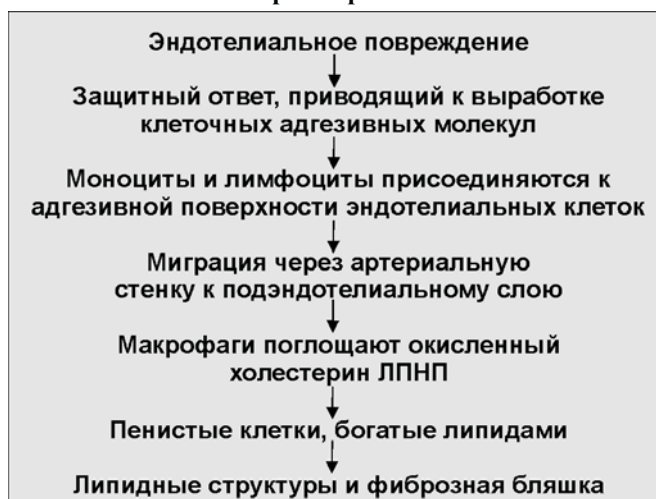 Эндотелиальное повреждение
Защитный ответ, приводящий к выработке
клеточных адгезивных молекул
Моноциты и лимфоциты присоединяются к
адгезивной поверхности эндотелиальных клеток
Миграция через артериальную
стенку к подэндотелиальному слою
Макрофаги поглощают окисленный
холестерин ЛПНП
Пенистые клетки, богатые липидами
Липидные структуры и фиброзная бляшка